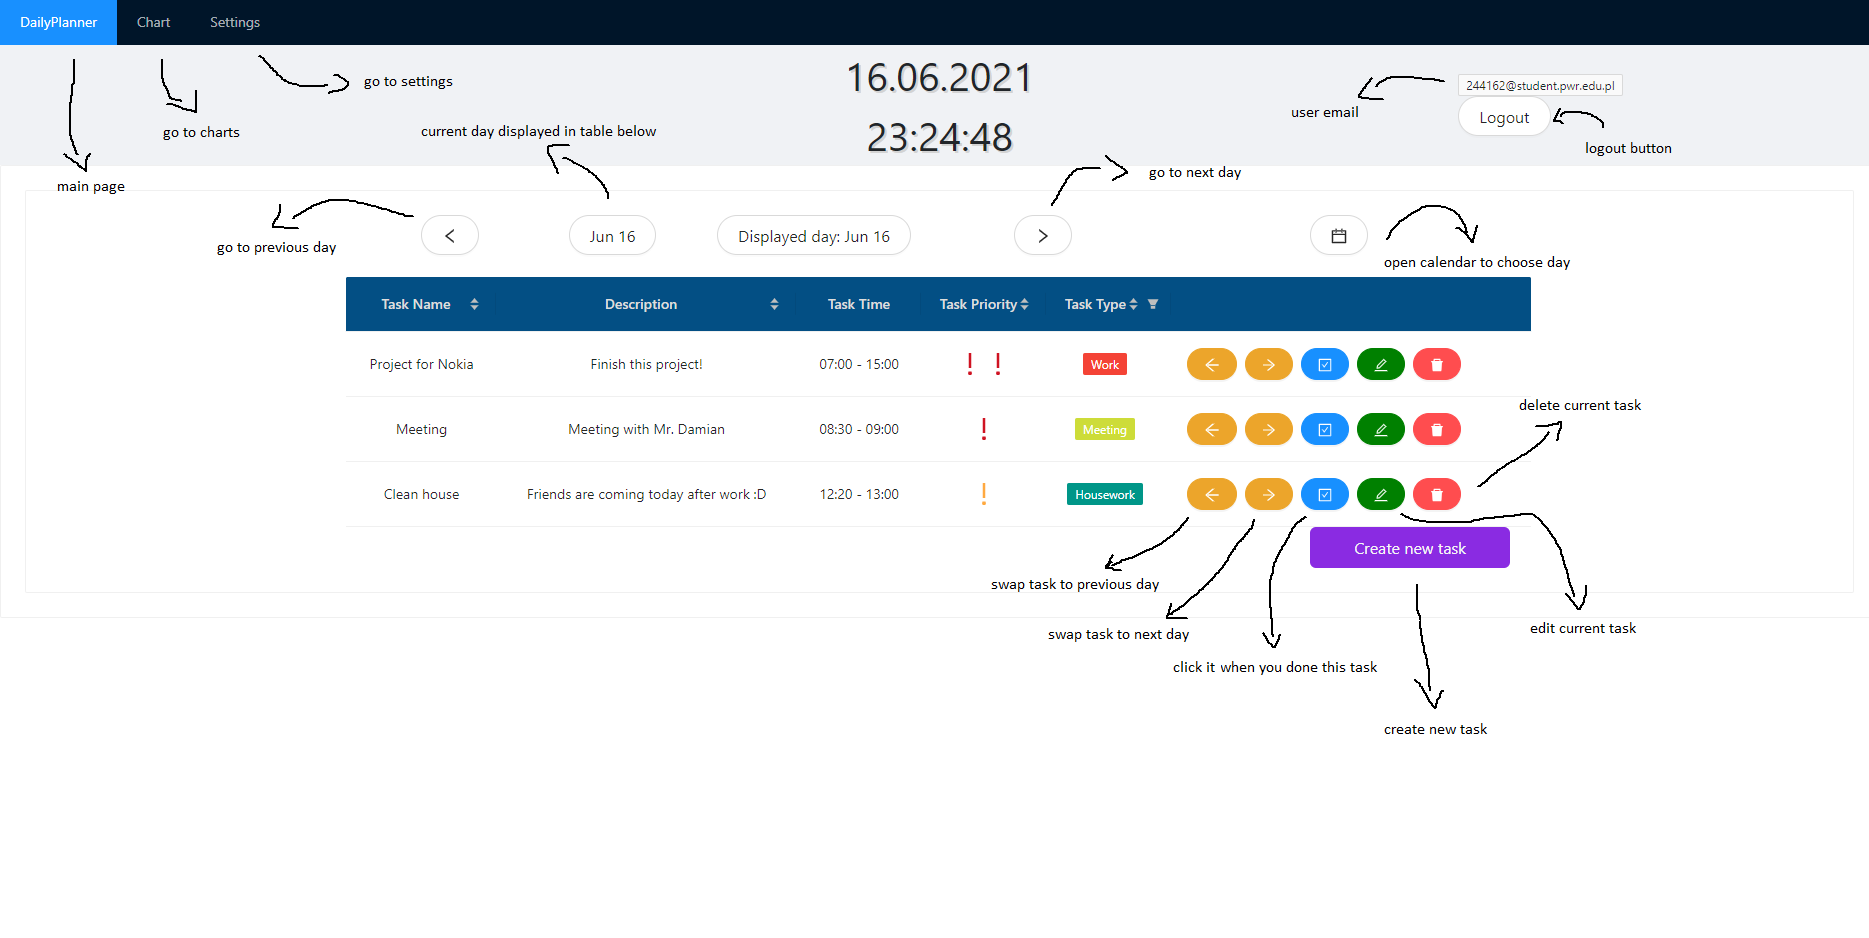 DailyPlanner Chart Settings
go to settings
go to charts
main page
16.06.2021
23:24:48
user email
244162@student.pwr.edu.pl
Logout
logout button
current day displayed in table below
go to next day
go to previous day
Jun 16
Displayed day: Jun 16
open calendar to choose day
Task Name Description Task Time Task Priority Task Type
Project for Nokia Finish this project! 07:00 - 15:00 ! ! Work
Meeting Meeting with Mr. Damian 08:30 - 09:00 ! Meeting
Clean house Friends are coming today after work :D 12:20 - 13:00 ! Housework
delete current task
Create new task
swap task to previous day
swap task to next day
click it when you done this task
edit current task
create new task